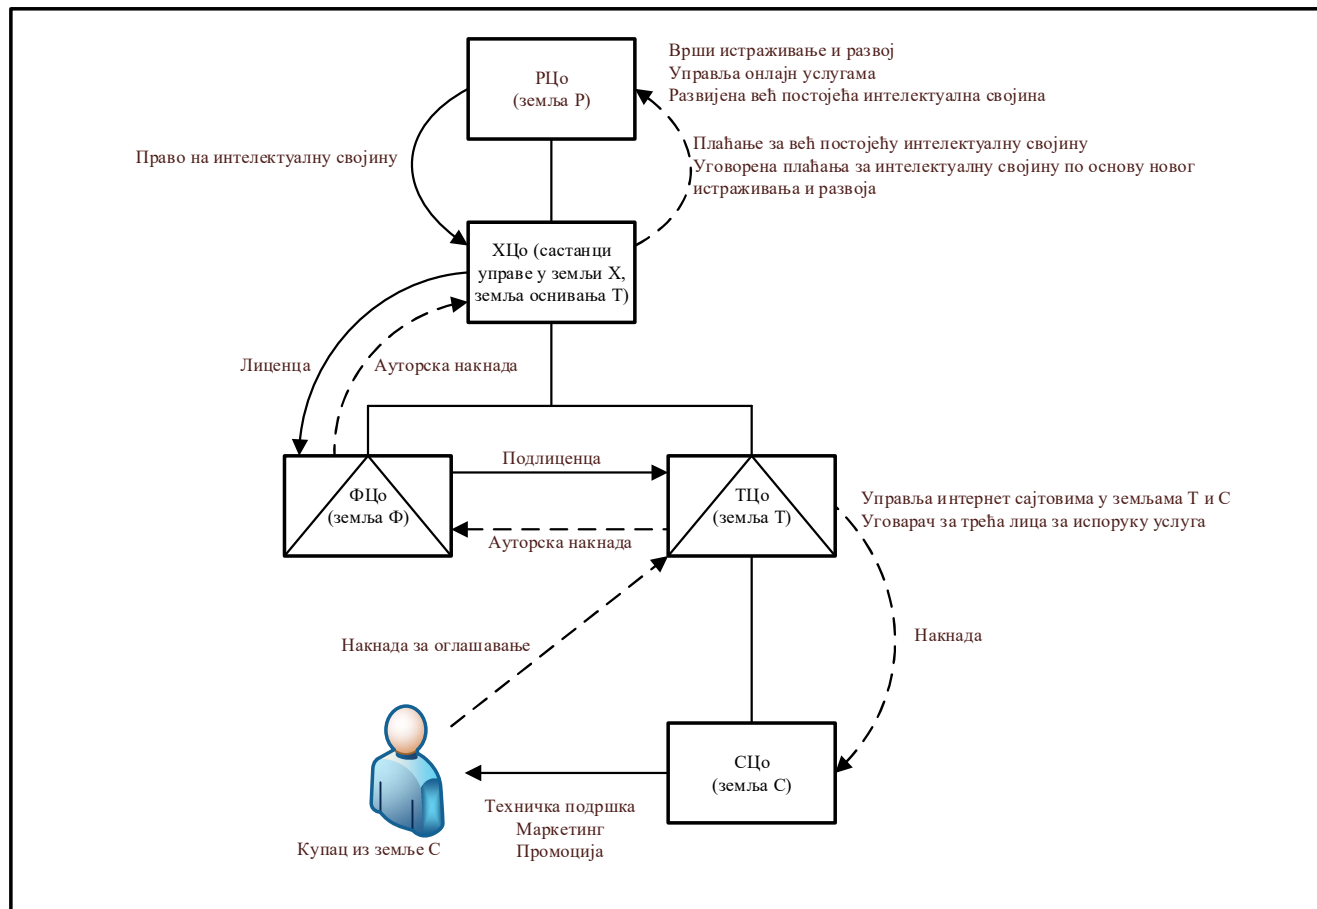 РЦо
(земља Р)
Врши истраживање и развој
Управља онлајн услугама
Развијена већ постојећа интелектуална својина
Право на интелектуалну својину
Плаћање за већ постојећу интелектуалну својину
Уговорена плаћања за интелектуалну својину по основу новог
истраживања и развоја
ХЦо (састанци
управе у земљи Х,
земља оснивања Т)
Лиценца
Ауторска накнада
ФЦо
(земља Ф)
Подлиценца
Ауторска накнада
ТЦо
(земља Т)
Управља интернет сајтовима у земљама Т и С
Уговарач за трећа лица за испоруку услуга
Накнада за оглашавање
Накнада
СЦо
(земља С)
Техничка подршка
Маркетинг
Промоција
Купац из земље С